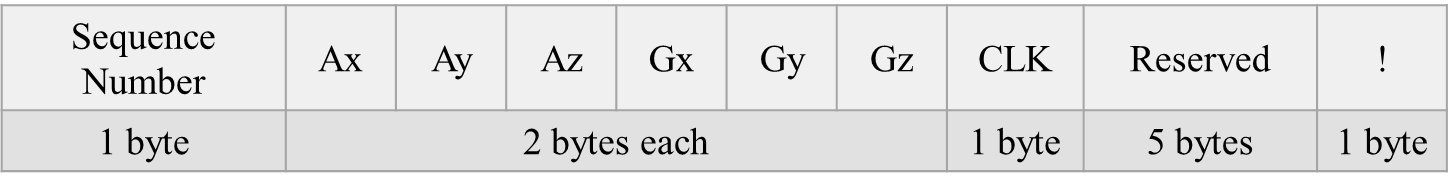 Sequence
Number
Ax
Ay
Az
Gx
Gy
Gz
CLK
Reserved
!
1 byte
2 bytes each
1 byte
5 bytes
1 byte